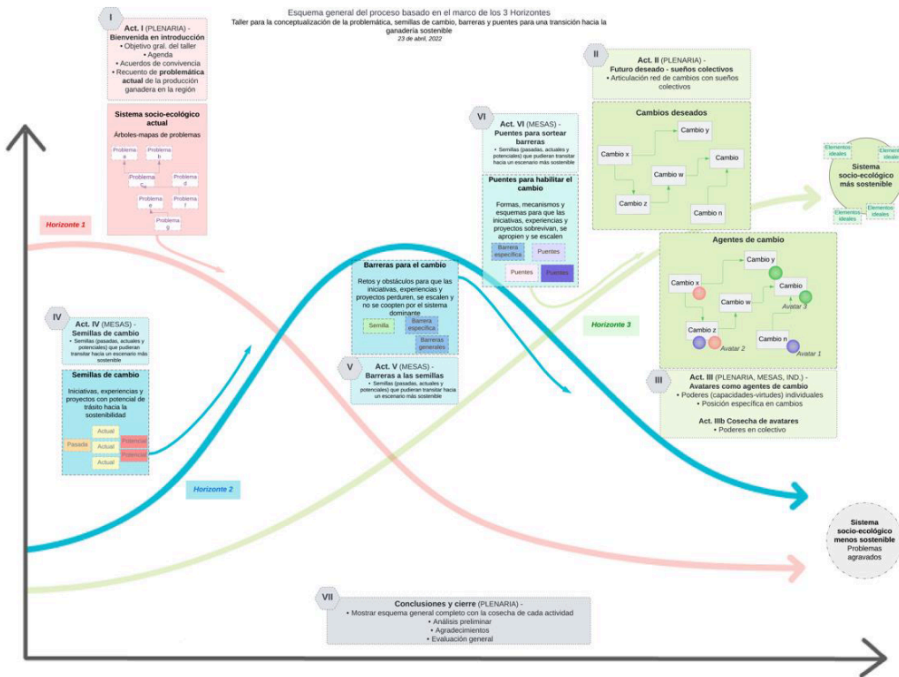 Esquema general del proceso basado en el marco de los 3 Horizontes
Taller para la conceptualización de la problemática, semillas de cambio, barreras y puentes para una transición hacia la
ganadería sostenible
23 de abril, 2022
I
Act. I (PLENARIA) -
Bienvenida en introducción
• Objetivo gral. del taller
• Agenda
• Acuerdos de convivencia
• Recuento de problemática
actual de la producción
ganadera en la región
Sistema socio-ecológico
actual
Árboles-mapas de problemas
Problema
a
Problema
b
Problema
Problema
d
Problema
e
Problema
f
Problema
g
Horizonte 1
II
Act. II (PLENARIA) -
Futuro deseado - sueños colectivos
• Articulación red de cambios con sueños
colectivos
Cambios deseados
Cambio y
Cambio x
Cambio
Cambio w
Cambio z
Cambio n
Elementos
ideales
Elementos
ideales
Sistema
socio-ecológico
más sostenible
Elementos
ideales
Elementos
ideales
VI
Act. VI (MESAS) -
Puentes para sortear
barreras
• Semillas (pasadas, actuales y
potenciales) que pudieran transitar
hacia un escenario más sostenible
Puentes para habilitar el
cambio
Formas, mecanismos y
esquemas para que las
iniciativas, experiencias y
proyectos sobrevivan, se
apropien y se escalen
Barrera
específica
Puentes
Puentes
Puentes
Agentes de cambio
Cambio y
Cambio x
Cambio
Cambio w
Avatar 3
Cambio z
Cambio n
Avatar 2
Avatar 1
Horizonte 3
III
Act. III (PLENARIA, MESAS, IND.) -
Avatares como agentes de cambio
• Poderes (capacidades-virtudes) individuales
• Posición específica en cambios
Act. IIIb Cosecha de avatares
• Poderes en colectivo
Barreras para el cambio
Retos y obstáculos para que las
iniciativas, experiencias y
proyectos perduren, se escalen y
no se coopten por el sistema
dominante
Semilla
Barrera
específica
Barreras
generales
V
Act. V (MESAS) -
Barreras a las semillas
• Semillas (pasadas, actuales y
potenciales) que pudieran transitar hacia
un escenario más sostenible
IV
Act. IV (MESAS) -
Semillas de cambio
• Semillas (pasadas, actuales y
potenciales) que pudieran
transitar hacia un escenario más
sostenible
Semillas de cambio
Iniciativas, experiencias y
proyectos con potencial de
trásito hacia la
sostenibilidad
Actual
Pasada
Potencial
Actual
Potencial
Actual
Horizonte 2
Sistema
socio-ecológico
menos sostenible
Problemas
agravados
VII
Conclusiones y cierre (PLENARIA) -
• Mostrar esquema general completo con la cosecha de cada actividad
• Análisis preliminar
• Agradecimientos
• Evaluación general